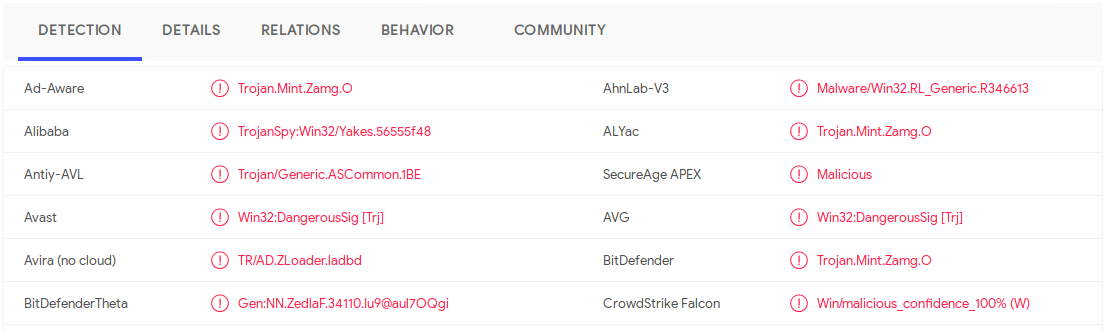 DETECTION DETAILS RELATIONS BEHAVIOR COMMUNITY
Ad-Aware Trojan.Mint.Zamg.O AhnLab-V3 Malware/Win32.RL_Generic.R346613
Alibaba TrojanSpy:Win32/Yakes.56555f48 ALYac Trojan.Mint.Zamg.O
Antiy-AVL Trojan/Generic.ASCommon.1BE SecureAge APEX Malicious
Avast Win32:DangerousSig [Trj] AVG Win32:DangerousSig [Trj]
Avira (no cloud) TR/AD.ZLoader.ladbd BitDefender Trojan.Mint.Zamg.O
BitDefenderTheta Gen:NN.ZedlaF.34110.lu9@aul7OQgi CrowdStrike Falcon Win/malicious_confidence_100% (W)